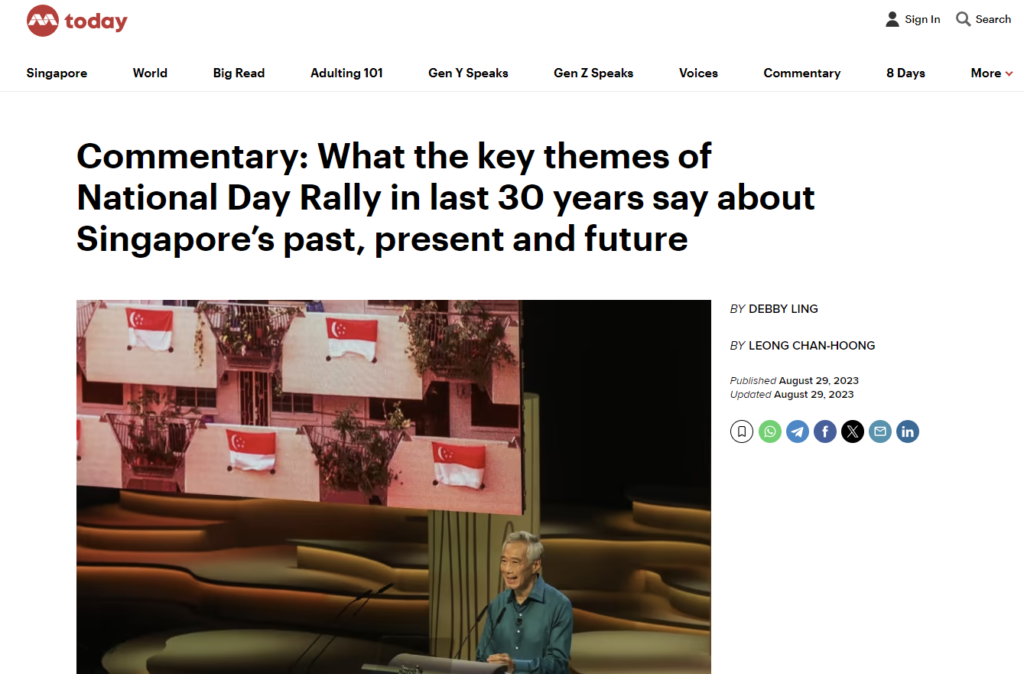 today
Sign In
Search
Singapore
World
Big Read
Adulting 101
Gen Y Speaks
Gen Z Speaks
Voices
Commentary
8 Days
More
Commentary: What the key themes of
National Day Rally in last 30 years say about
Singapore’s past, present and future
BY DEBBY LING
BY LEONG CHAN-HOONG
Published August 29, 2023
Updated August 29, 2023